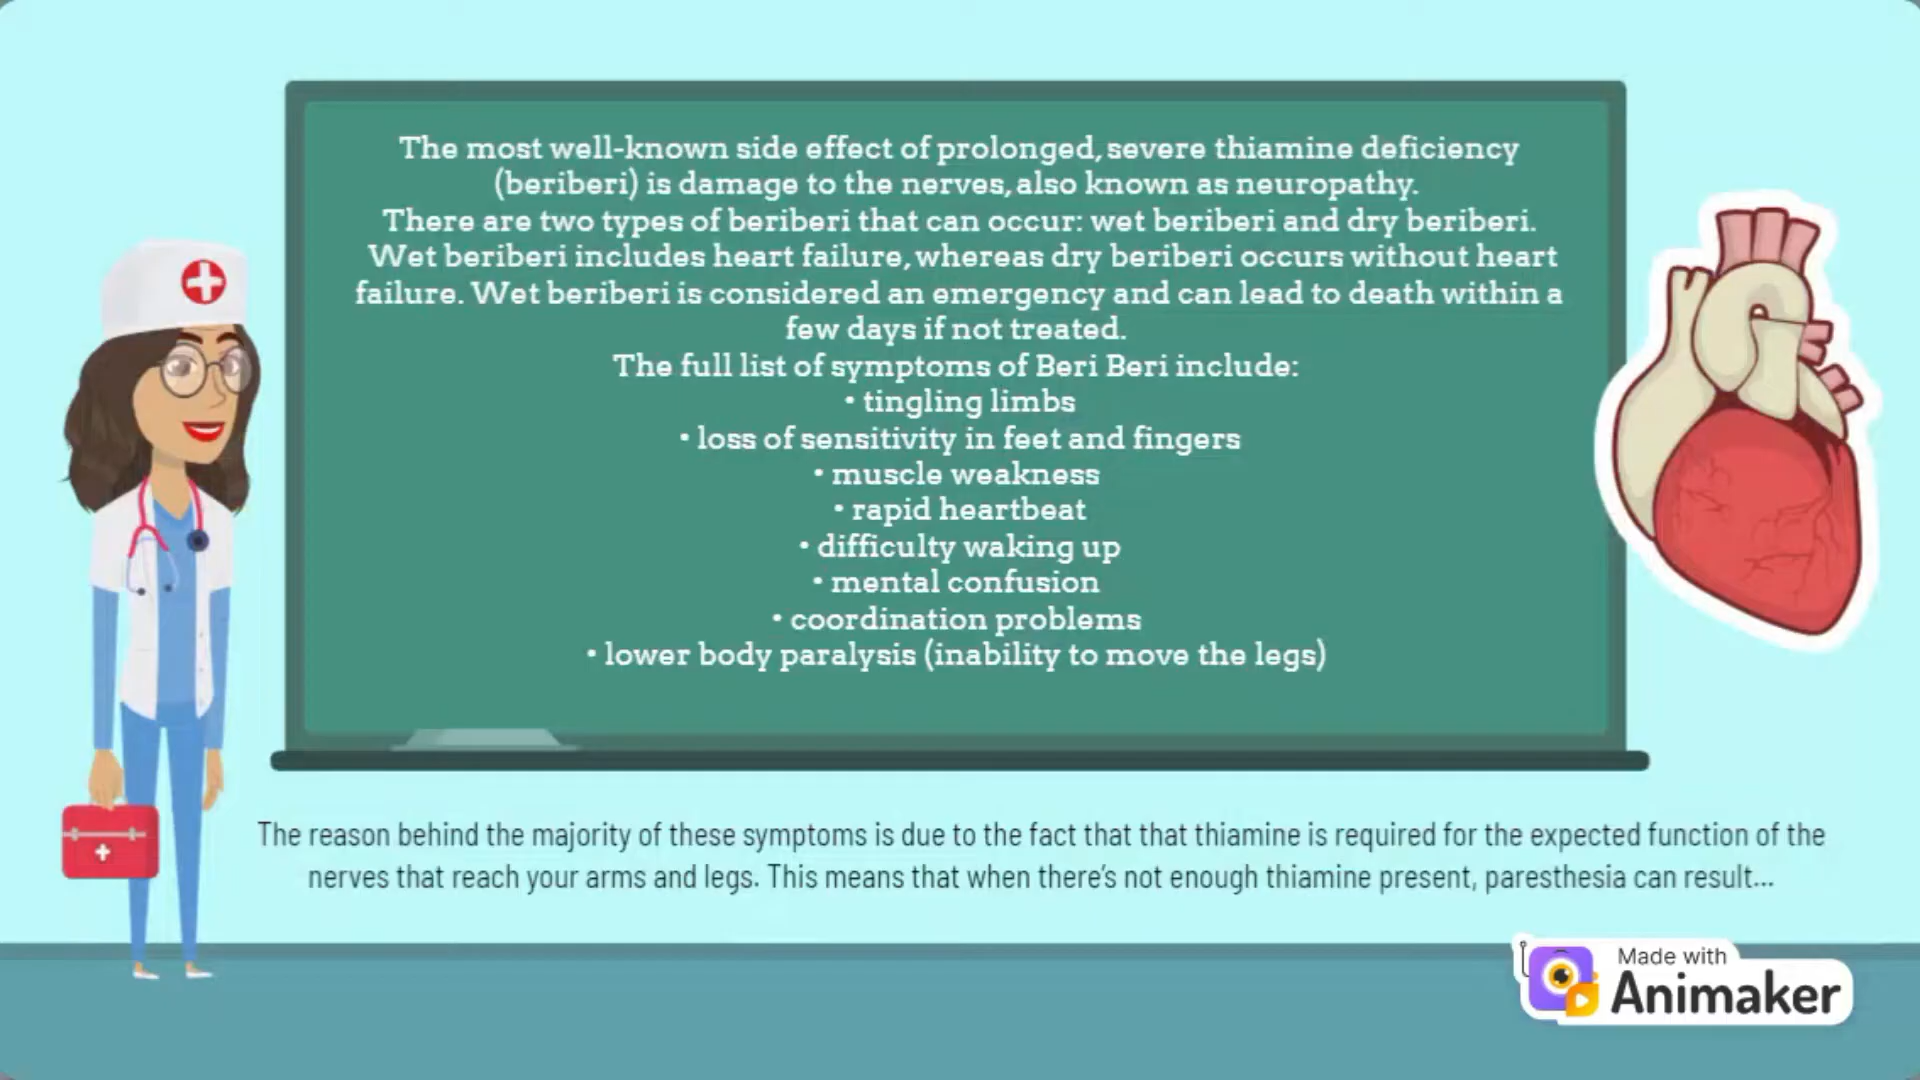 The most well-known side effect of prolonged, severe thiamine deficiency
(beriberi) is damage to the nerves, also known as neuropathy.
There are two types of beriberi that can occur: wet beriberi and dry beriberi.
Wet beriberi includes heart failure, whereas dry beriberi occurs without heart
failure. Wet beriberi is considered an emergency and can lead to death within a
few days if not treated.
The full list of symptoms of Beri Beri include:
• tingling limbs
• loss of sensitivity in feet and fingers
• muscle weakness
• rapid heartbeat
• difficulty waking up
• mental confusion
• coordination problems
• lower body paralysis (inability to move the legs)
The reason behind the majority of these symptoms is due to the fact that that thiamine is required for the expected function of the
nerves that reach your arms and legs. This means that when there's not enough thiamine present, paresthesia can result...
Made with
Animaker